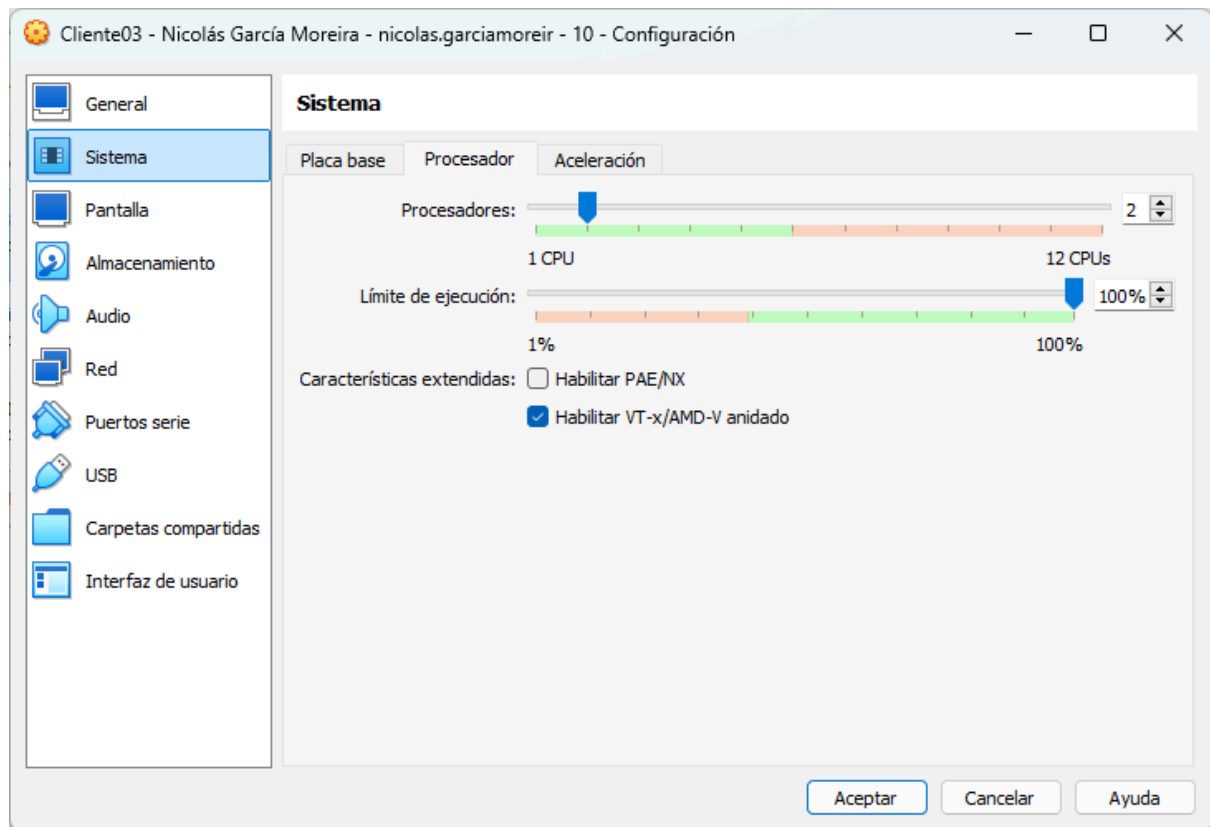 Cliente03 - Nicolás García Moreira - nicolas.garciamoreir - 10 - Configuración
General
Sistema
Pantalla
Almacenamiento
Audio
Red
Puertos serie
USB
Carpetas compartidas
Interfaz de usuario
Sistema
Placa base Procesador Aceleración
Procesadores: 2
1 CPU 12 CPUs
Límite de ejecución: 100%
1% 100%
Características extendidas: Habilitar PAE/NX
Habilitar VT-x/AMD-V anidado
Aceptar Cancelar Ayuda